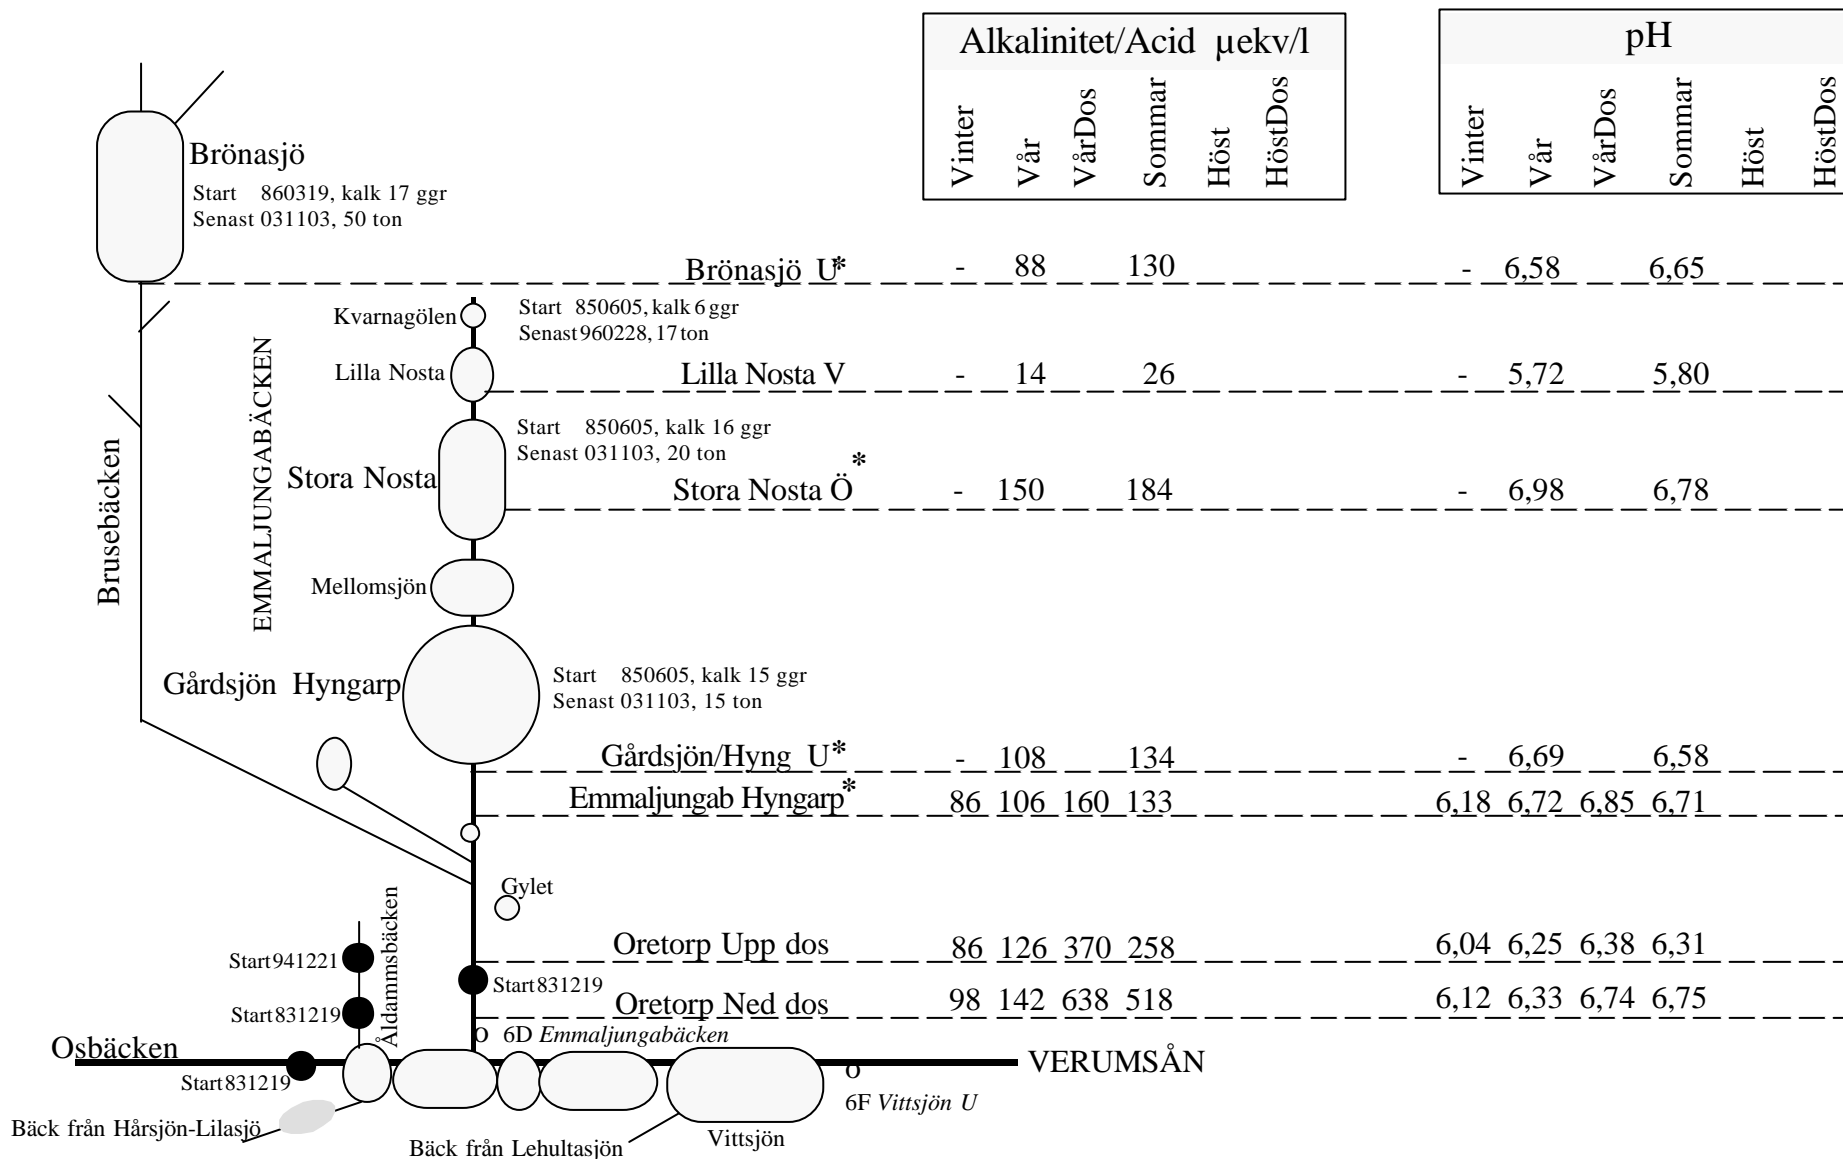 Alkalinitet/Acid µekv/l
pH
Vinter
Vår
VårDos
Sommar
Höst
HöstDos
Vinter
Vår
VårDos
Sommar
Höst
HöstDos
Brönasjö
Start 860319, kalk 17 ggr
Senast 031103, 50 ton
Brönasjö U* - 88 130 - 6,58 6,65
Kvarnagölen
Start 850605, kalk 6 ggr
Senast 960228, 17 ton
Lilla Nosta
Lilla Nosta V - 14 26 - 5,72 5,80
EMMALJUNGABÄCKEN
Brusebäcken
Start 850605, kalk 16 ggr
Senast 031103, 20 ton
Stora Nosta
Stora Nosta Ö* - 150 184 - 6,98 6,78
Mellomsjön
Gårdsjön Hyngarp
Start 850605, kalk 15 ggr
Senast 031103, 15 ton
Gårdsjön/Hyng U* - 108 134 - 6,69 6,58
Emmaljungab Hyngarp* 86 106 160 133 6,18 6,72 6,85 6,71
Gylet
Åldammsbäcken
Oretorp Upp dos 86 126 370 258 6,04 6,25 6,38 6,31
Start 941221
Start 831219
Oretorp Ned dos 98 142 638 518 6,12 6,33 6,74 6,75
Start 831219
o 6D Emmaljungabäcken
Osbäcken
VERUMSÅN
Start 831219
o
6F Vittsjön U
Bäck från Hårsjön-Lilasjö
Bäck från Lehultasjön
Vittsjön